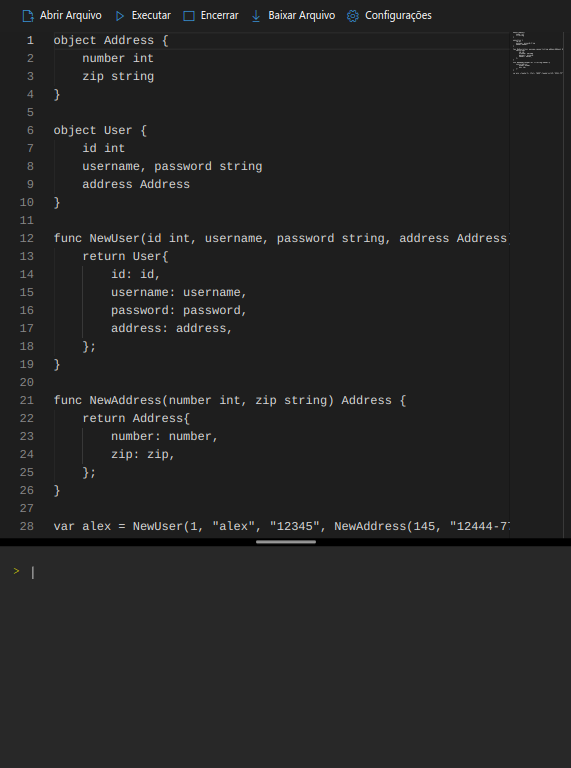 Abrir Arquivo Executar Encerrar Baixar Arquivo Configurações
1 object Address {
2     number int
3     zip string
4 }
5
6 object User {
7     id int
8     username, password string
9     address Address
10 }
11
12 func NewUser(id int, username, password string, address Address
13     return User{
14         id: id,
15         username: username,
16         password: password,
17         address: address,
18     };
19 }
20
21 func NewAddress(number int, zip string) Address {
22     return Address{
23         number: number,
24         zip: zip,
25     };
26 }
27
28 var alex = NewUser(1, "alex", "12345", NewAddress(145, "12444-77
>